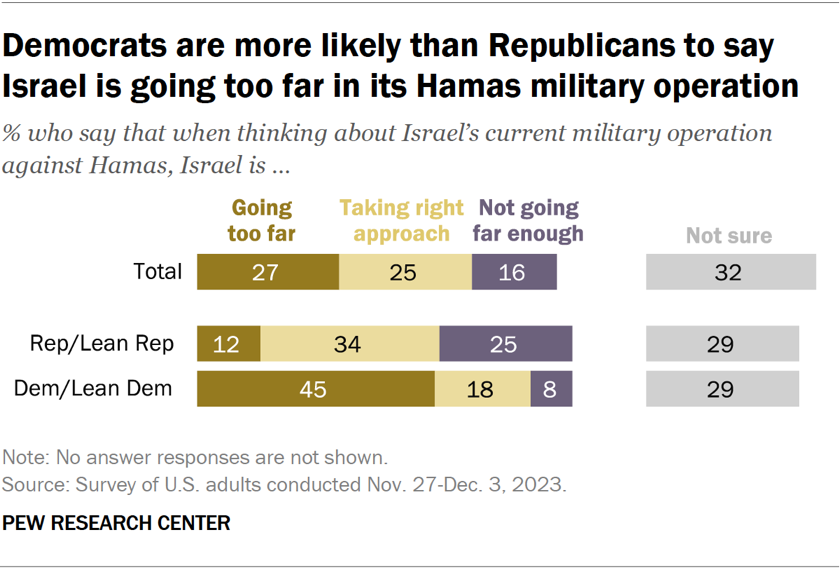 Democrats are more likely than Republicans to say
Israel is going too far in its Hamas military operation
% who say that when thinking about Israel's current military operation
against Hamas, Israel is ...
Going too far
Taking right approach
Not going far enough
Not sure
Total 27 25 16 32
Rep/Lean Rep 12 34 25 29
Dem/Lean Dem 45 18 8 29
Note: No answer responses are not shown.
Source: Survey of U.S. adults conducted Nov. 27-Dec. 3, 2023.
PEW RESEARCH CENTER